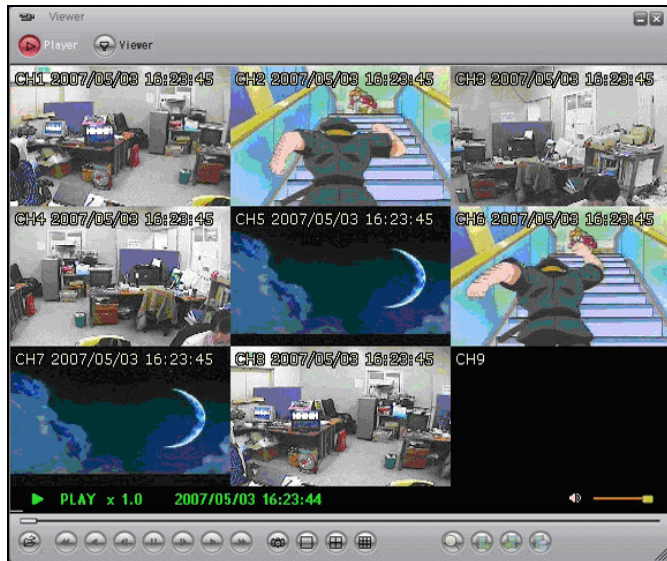 Viewer
Player Viewer
CH1 2007/05/03 16:23:45
CH2 2007/05/03 16:23:45
CH3 2007/05/03 16:23:45
CH4 2007/05/03 16:23:45
CH5 2007/05/03 16:23:45
CH6 2007/05/03 16:23:45
CH7 2007/05/03 16:23:45
CH8 2007/05/03 16:23:45
CH9
PLAY x 1.0 2007/05/03 16:23:44